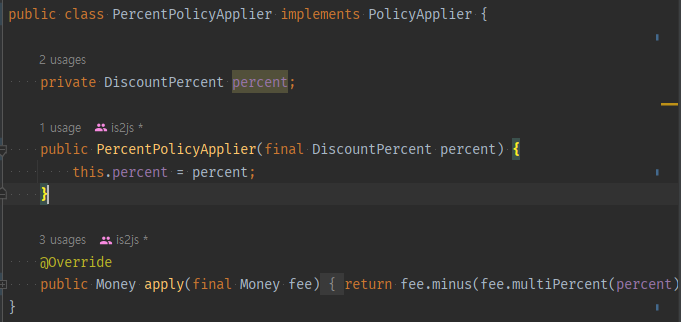 public class PercentPolicyApplier implements PolicyApplier {
2 usages
private DiscountPercent percent;
1 usage is2js *
public PercentPolicyApplier(final DiscountPercent percent) {
this.percent = percent;
}
3 usages is2js *
@Override
public Money apply(final Money fee) { return fee.minus(fee.multiPercent(percent)
}